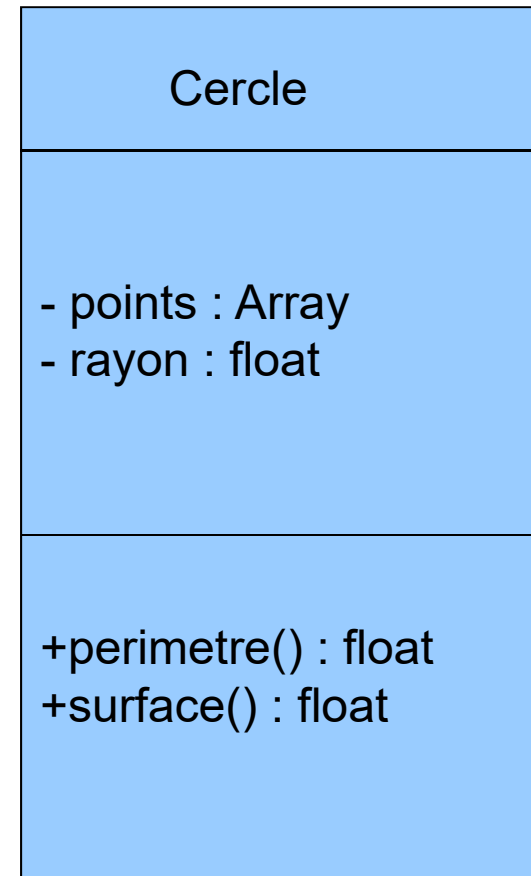 Cercle
- points : Array
- rayon : float
+perimetre() : float
+surface() : float